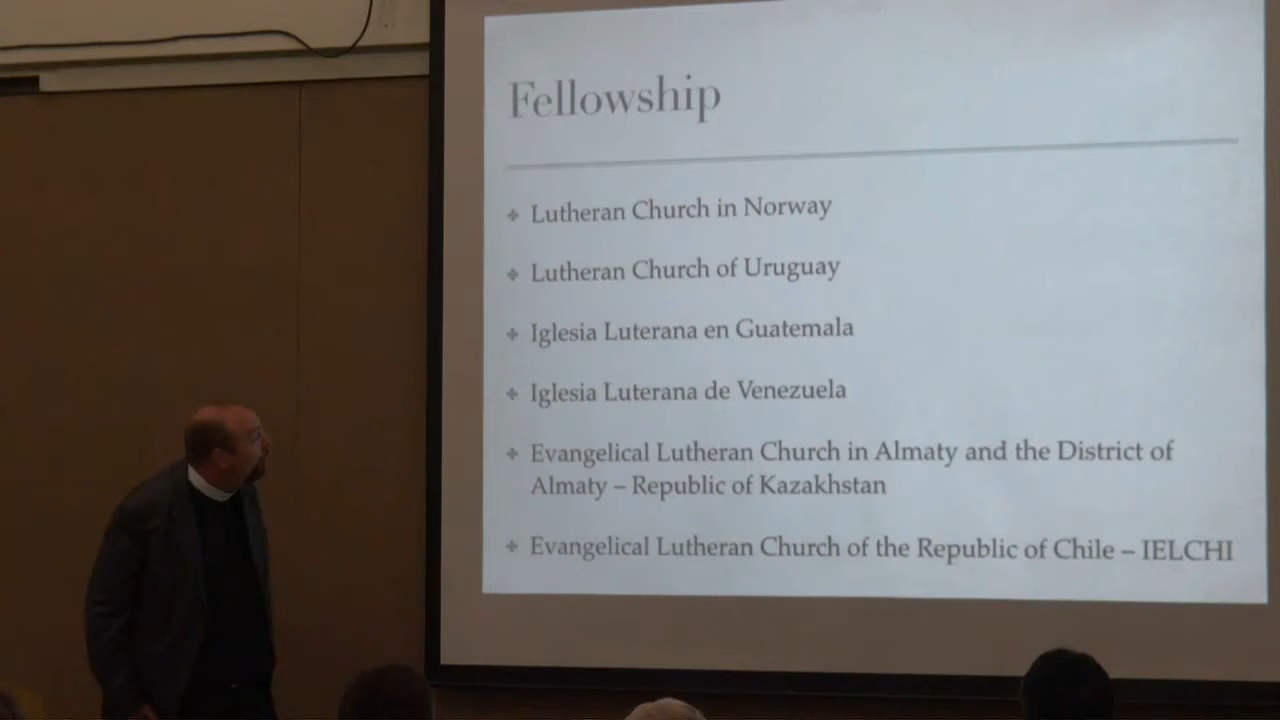 Fellowship
Lutheran Church in Norway
Lutheran Church of Uruguay
Iglesia Luterana en Guatemala
Iglesia Luterana de Venezuela
Evangelical Lutheran Church in Almaty and the District of
Almaty – Republic of Kazakhstan
Evangelical Lutheran Church of the Republic of Chile – IELCHI